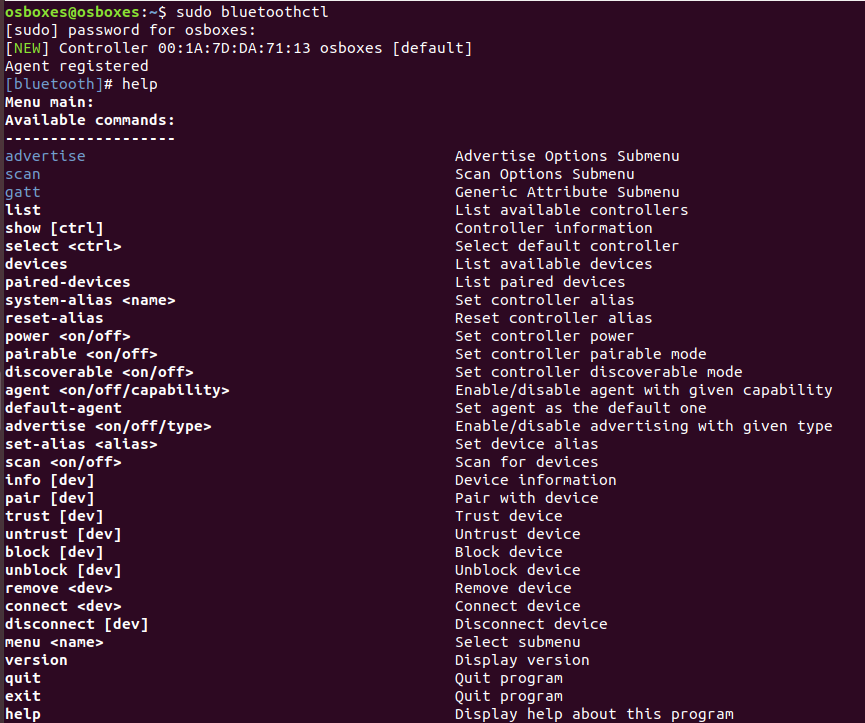 osboxes@osboxes:~$ sudo bluetoothctl
[sudo] password for osboxes:
[NEW] Controller 00:1A:7D:DA:71:13 osboxes [default]
Agent registered
[bluetooth]# help
Menu main:
Available commands:
-------------------
advertise Advertise Options Submenu
scan Scan Options Submenu
gatt Generic Attribute Submenu
list List available controllers
show [ctrl] Controller information
select <ctrl> Select default controller
devices List available devices
paired-devices List paired devices
system-alias <name> Set controller alias
reset-alias Reset controller alias
power <on/off> Set controller power
pairable <on/off> Set controller pairable mode
discoverable <on/off> Set controller discoverable mode
agent <on/off/capability> Enable/disable agent with given capability
default-agent Set agent as the default one
advertise <on/off/type> Enable/disable advertising with given type
set-alias <alias> Set device alias
scan <on/off> Scan for devices
info [dev] Device information
pair [dev] Pair with device
trust [dev] Trust device
untrust [dev] Untrust device
block [dev] Block device
unblock [dev] Unblock device
remove <dev> Remove device
connect <dev> Connect device
disconnect [dev] Disconnect device
menu <name> Select submenu
version Display version
quit Quit program
exit Quit program
help Display help about this program